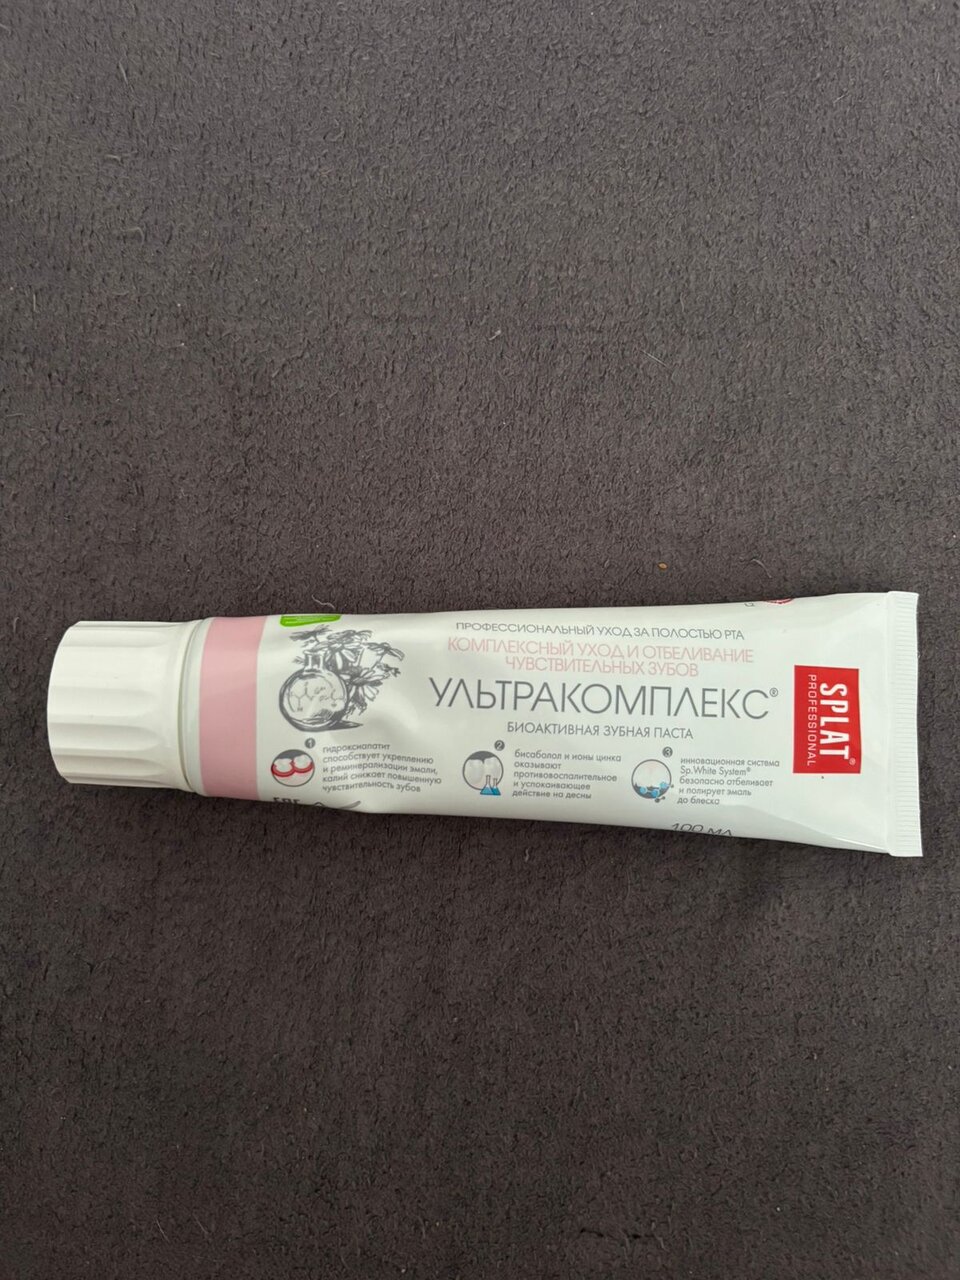 ПРОФЕССИОНАЛЬНЫЙ УХОД ЗА ПОЛОСТЬЮ РТА
КОМПЛЕКСНЫЙ УХОД И ОТБЕЛИВАНИЕ
ЧУВСТВИТЕЛЬНЫХ ЗУБОВ
УЛЬТРАКОМПЛЕКС®
БИОАКТИВНАЯ ЗУБНАЯ ПАСТА
SPLAT®
PROFESSIONAL
1
гидроксиапатит
способствует укреплению
и реминерализации эмали,
калий снижает повышенную
чувствительность зубов
2
бисаболол и ионы цинка
оказывают
противовоспалительное
и успокаивающее
действие на десны
3
инновационная система
Sp.White System®
безопасно отбеливает
и полирует эмаль
до блеска
100 МЛ